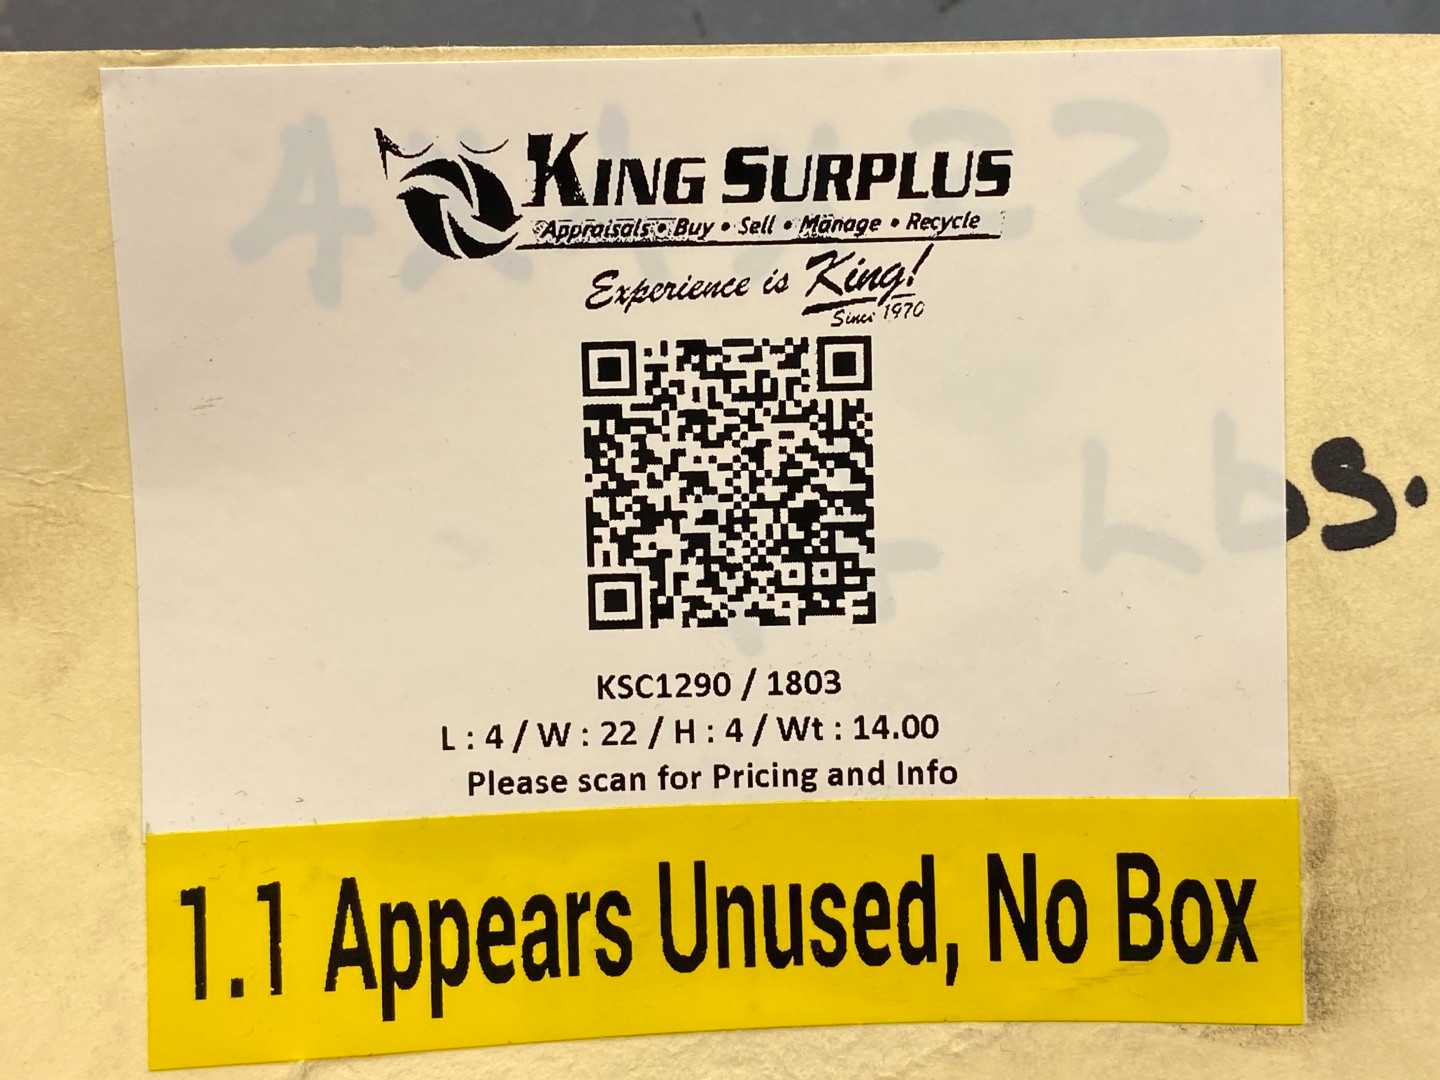 KING SURPLUS
Appraisals • Buy • Sell • Manage • Recycle
Experience is King!
Since 1970
KSC1290 / 1803
L : 4 / W : 22 / H : 4 / Wt : 14.00
Please scan for Pricing and Info
1.1 Appears Unused, No Box